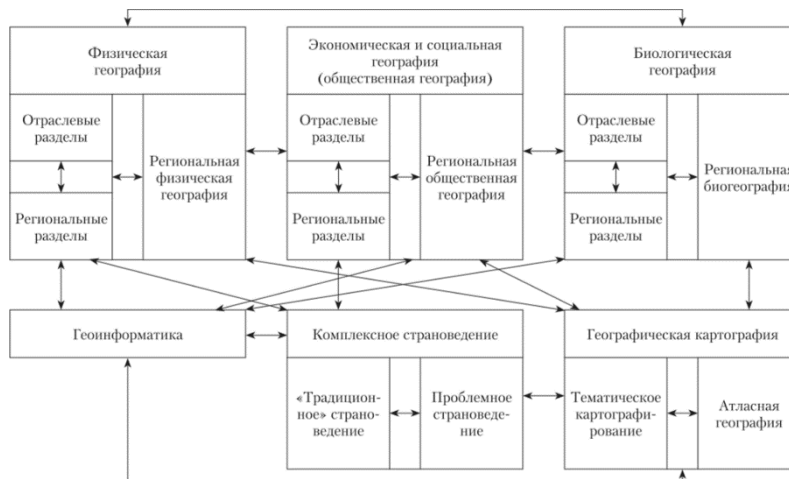 Физическая
география
Экономическая и социальная
география
(общественная география)
Биологическая
география
Отраслевые
разделы
Региональная
физическая
география
Региональные
разделы
Отраслевые
разделы
Региональная
общественная
география
Региональные
разделы
Отраслевые
разделы
Региональная
биогеография
Региональные
разделы
Геоинформатика
Комплексное страноведение
Географическая картография
«Традицион-
ное» страно-
ведение
Проблемное
страноведе-
ние
Тематическое
картографи-
рование
Атласная
география